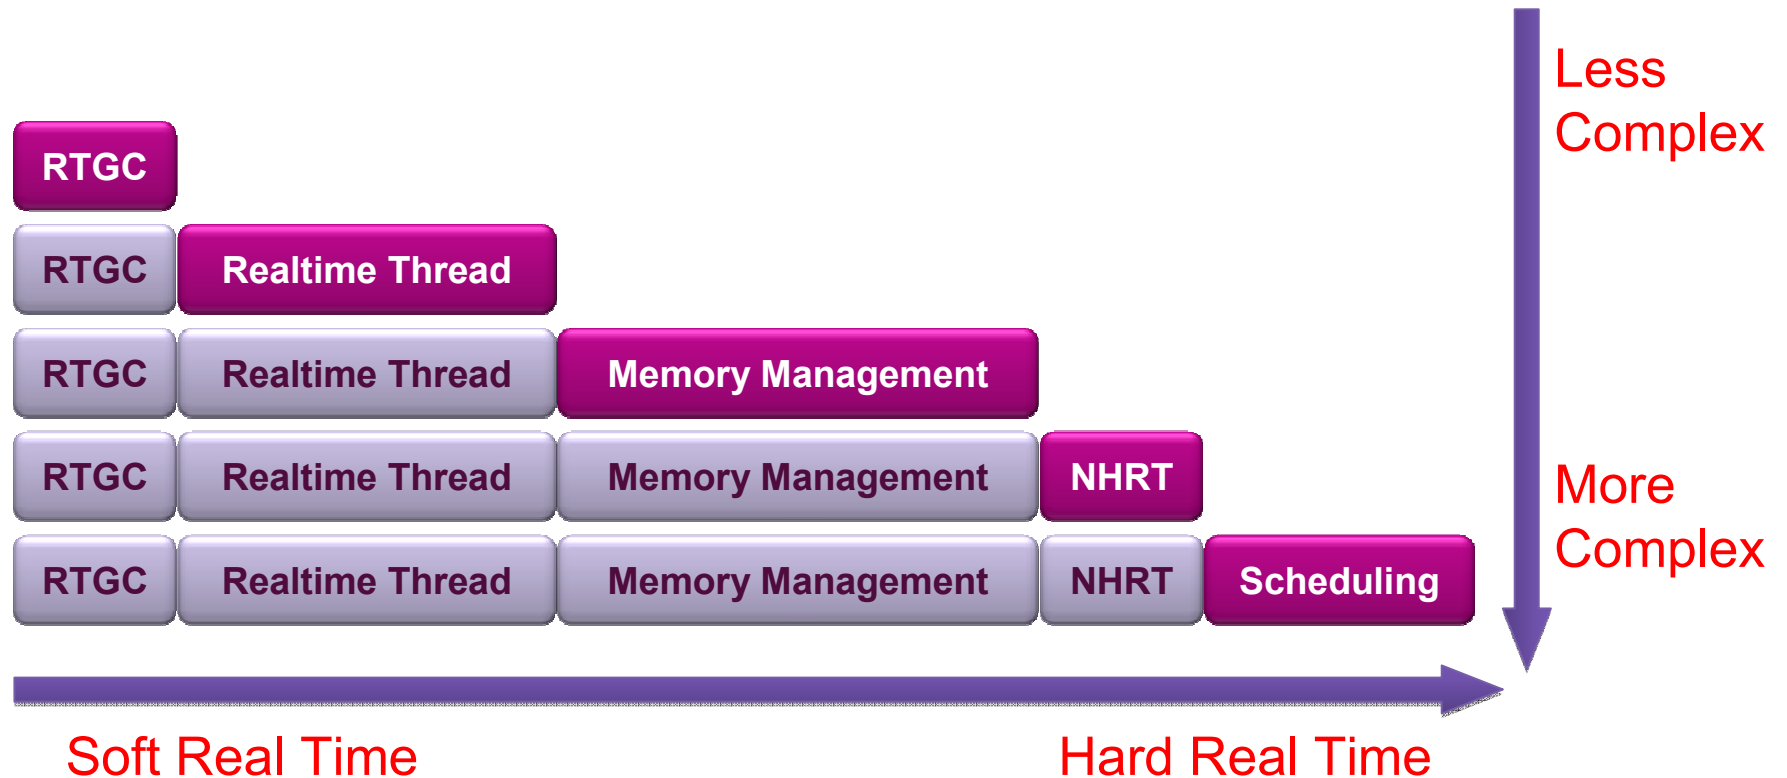 Less
Complex
RTGC
RTGC Realtime Thread
RTGC Realtime Thread Memory Management
RTGC Realtime Thread Memory Management NHRT
More
Complex
RTGC Realtime Thread Memory Management NHRT Scheduling
Soft Real Time Hard Real Time